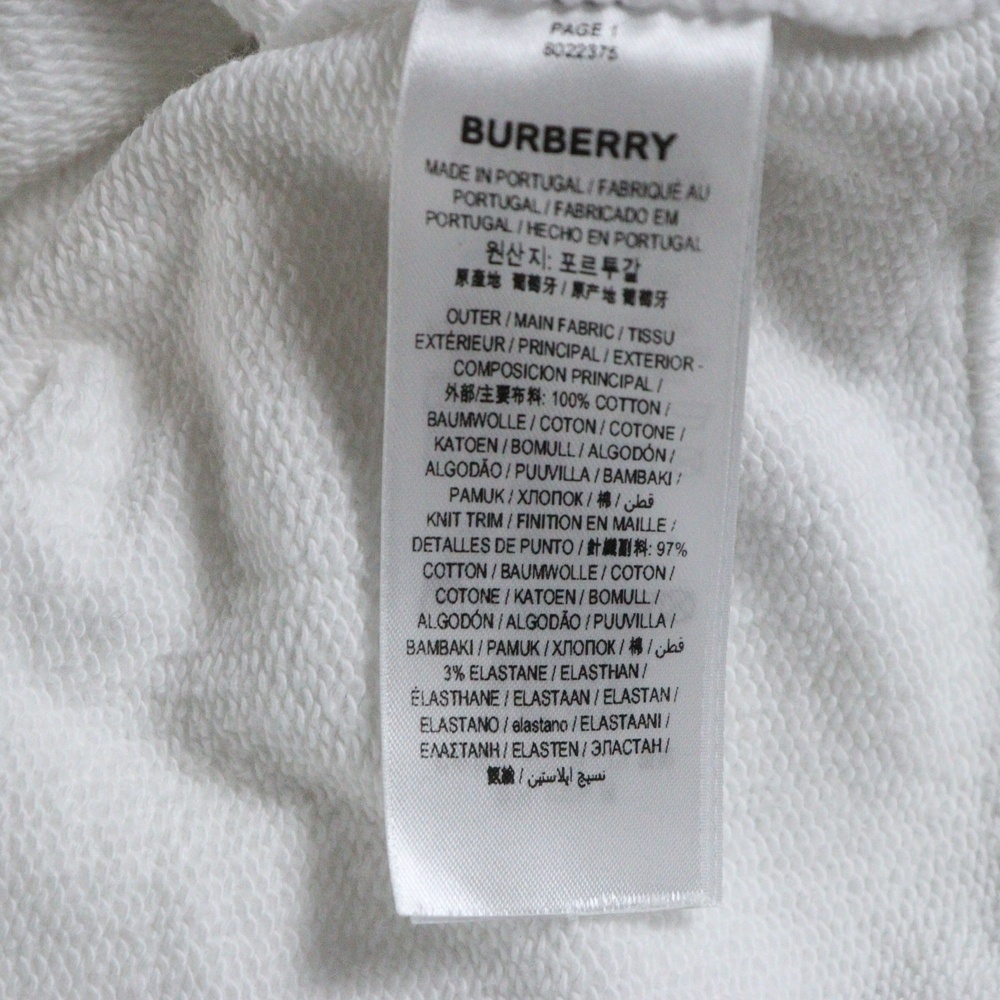 PAGE 1
8022375
BURBERRY
MADE IN PORTUGAL / FABRIQUÉ AU
PORTUGAL / FABRICADO EM
PORTUGAL / HECHO EN PORTUGAL
원산지: 포르투갈
原產地 葡萄牙 / 原产地 葡萄牙
OUTER / MAIN FABRIC / TISSU
EXTÉRIEUR / PRINCIPAL / EXTERIOR -
COMPOSICION PRINCIPAL /
外部/主要布料: 100% COTTON /
BAUMWOLLE / COTON / COTONE /
KATOEN / BOMULL / ALGODÓN /
ALGODÃO / PUUVILLA / BAMBAKI /
PAMUK / ХЛОПОК / 棉 / قطن
KNIT TRIM / FINITION EN MAILLE /
DETALLES DE PUNTO / 針織副料: 97%
COTTON / BAUMWOLLE / COTON /
COTONE / KATOEN / BOMULL /
ALGODÓN / ALGODÃO / PUUVILLA /
BAMBAKI / PAMUK / ХЛОПОК / 棉 / قطن
3% ELASTANE / ELASTHAN /
ÉLASTHANE / ELASTAAN / ELASTAN /
ELASTANO / elastano / ELASTAANI /
ΕΛΑΣΤΑΝΗ / ELASTEN / ЭЛАСТАН /
氨綸 / نسيج ايلاستين